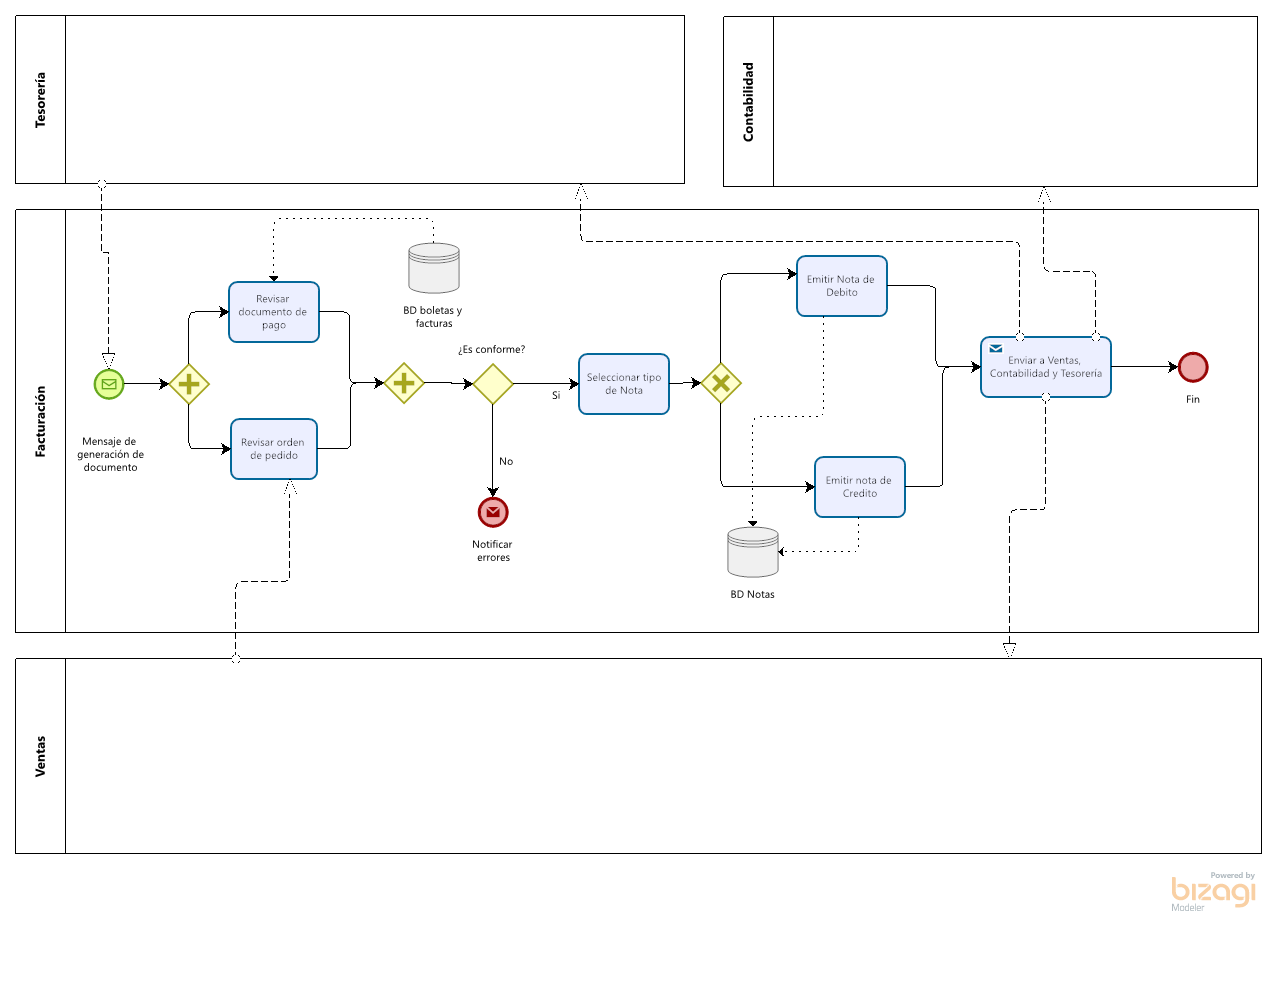 Tesorería
Contabilidad
Facturación
Mensaje de
generación de
documento
Revisar
documento de
pago
Revisar orden
de pedido
BD boletas y
facturas
¿Es conforme?
Si
No
Notificar
errores
Seleccionar tipo
de Nota
Emitir Nota de
Debito
Emitir nota de
Credito
BD Notas
Enviar a Ventas,
Contabilidad y Tesorería
Fin
Ventas
Powered by
bizagi
Modeler